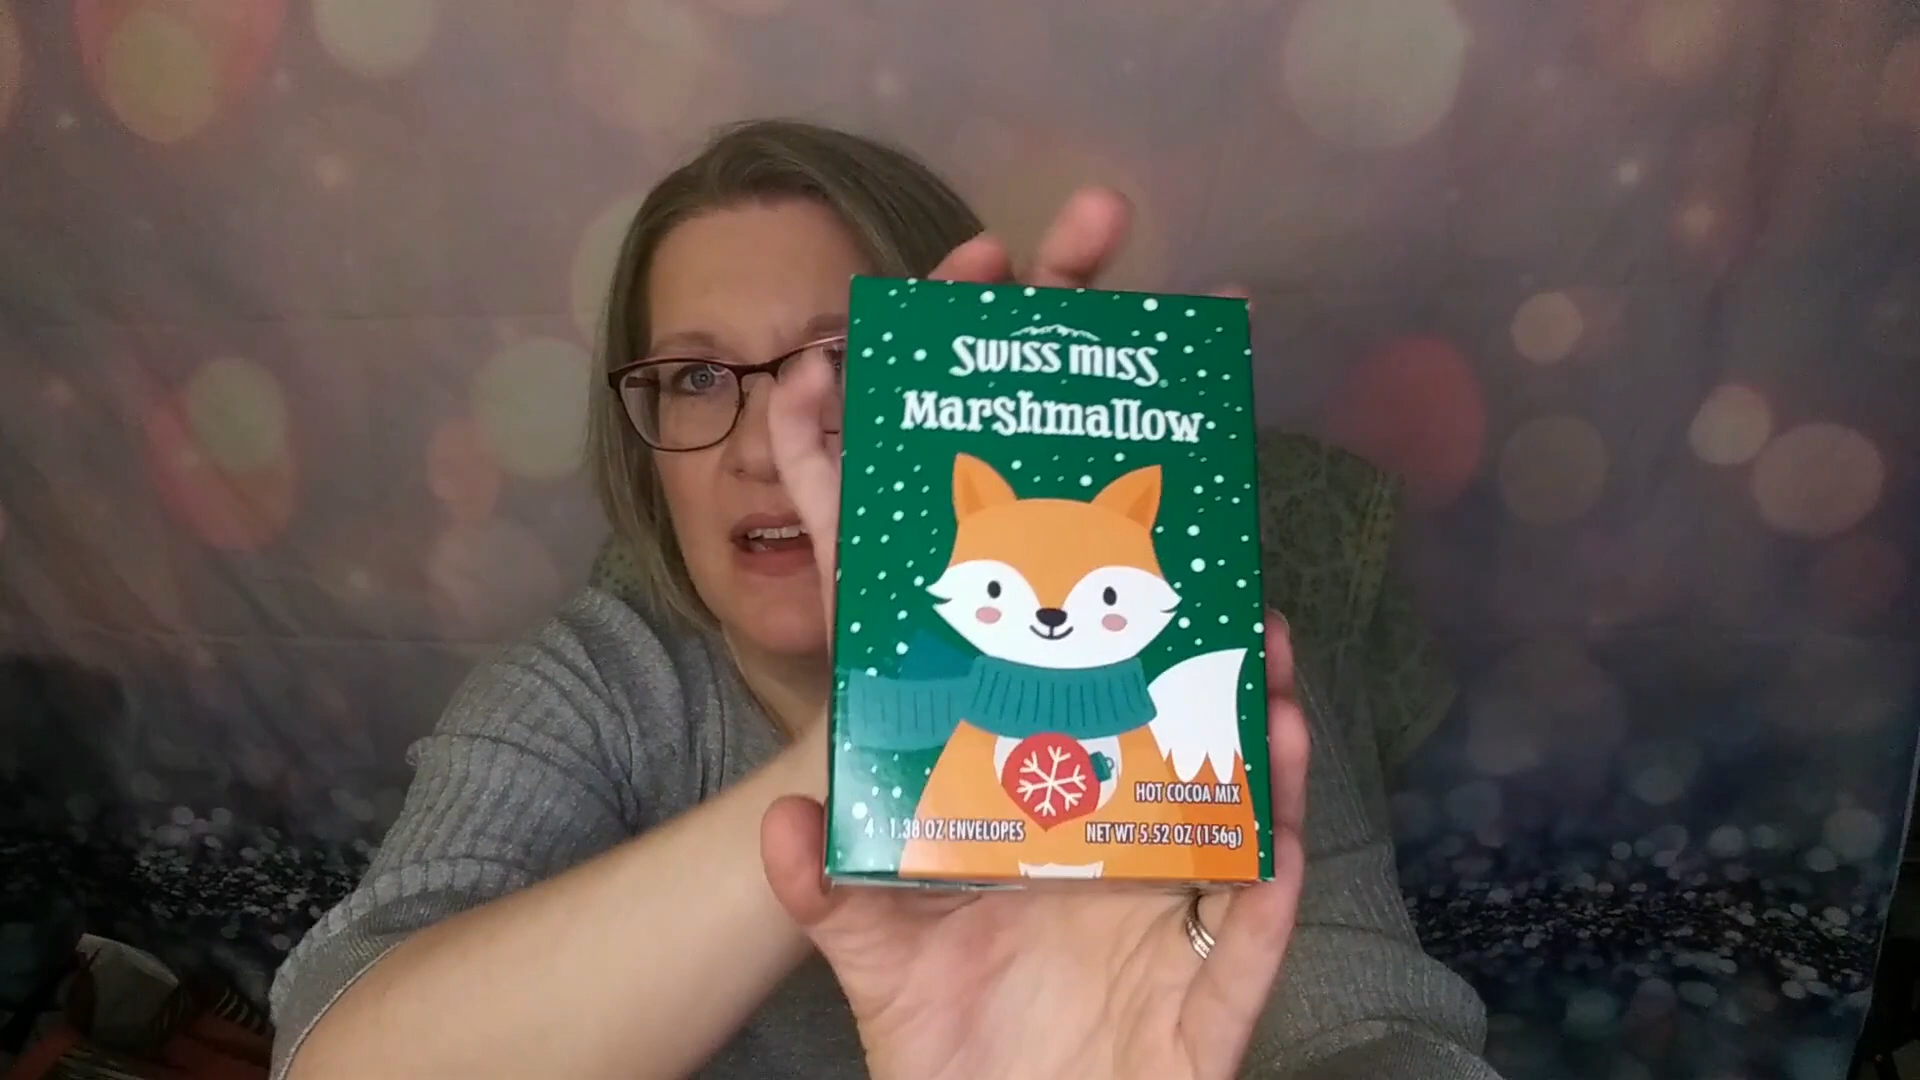 SWISS MISS
Marshmallow
HOT COCOA MIX
4 - 1.38 OZ ENVELOPES
NET WT 5.52 OZ (156g)